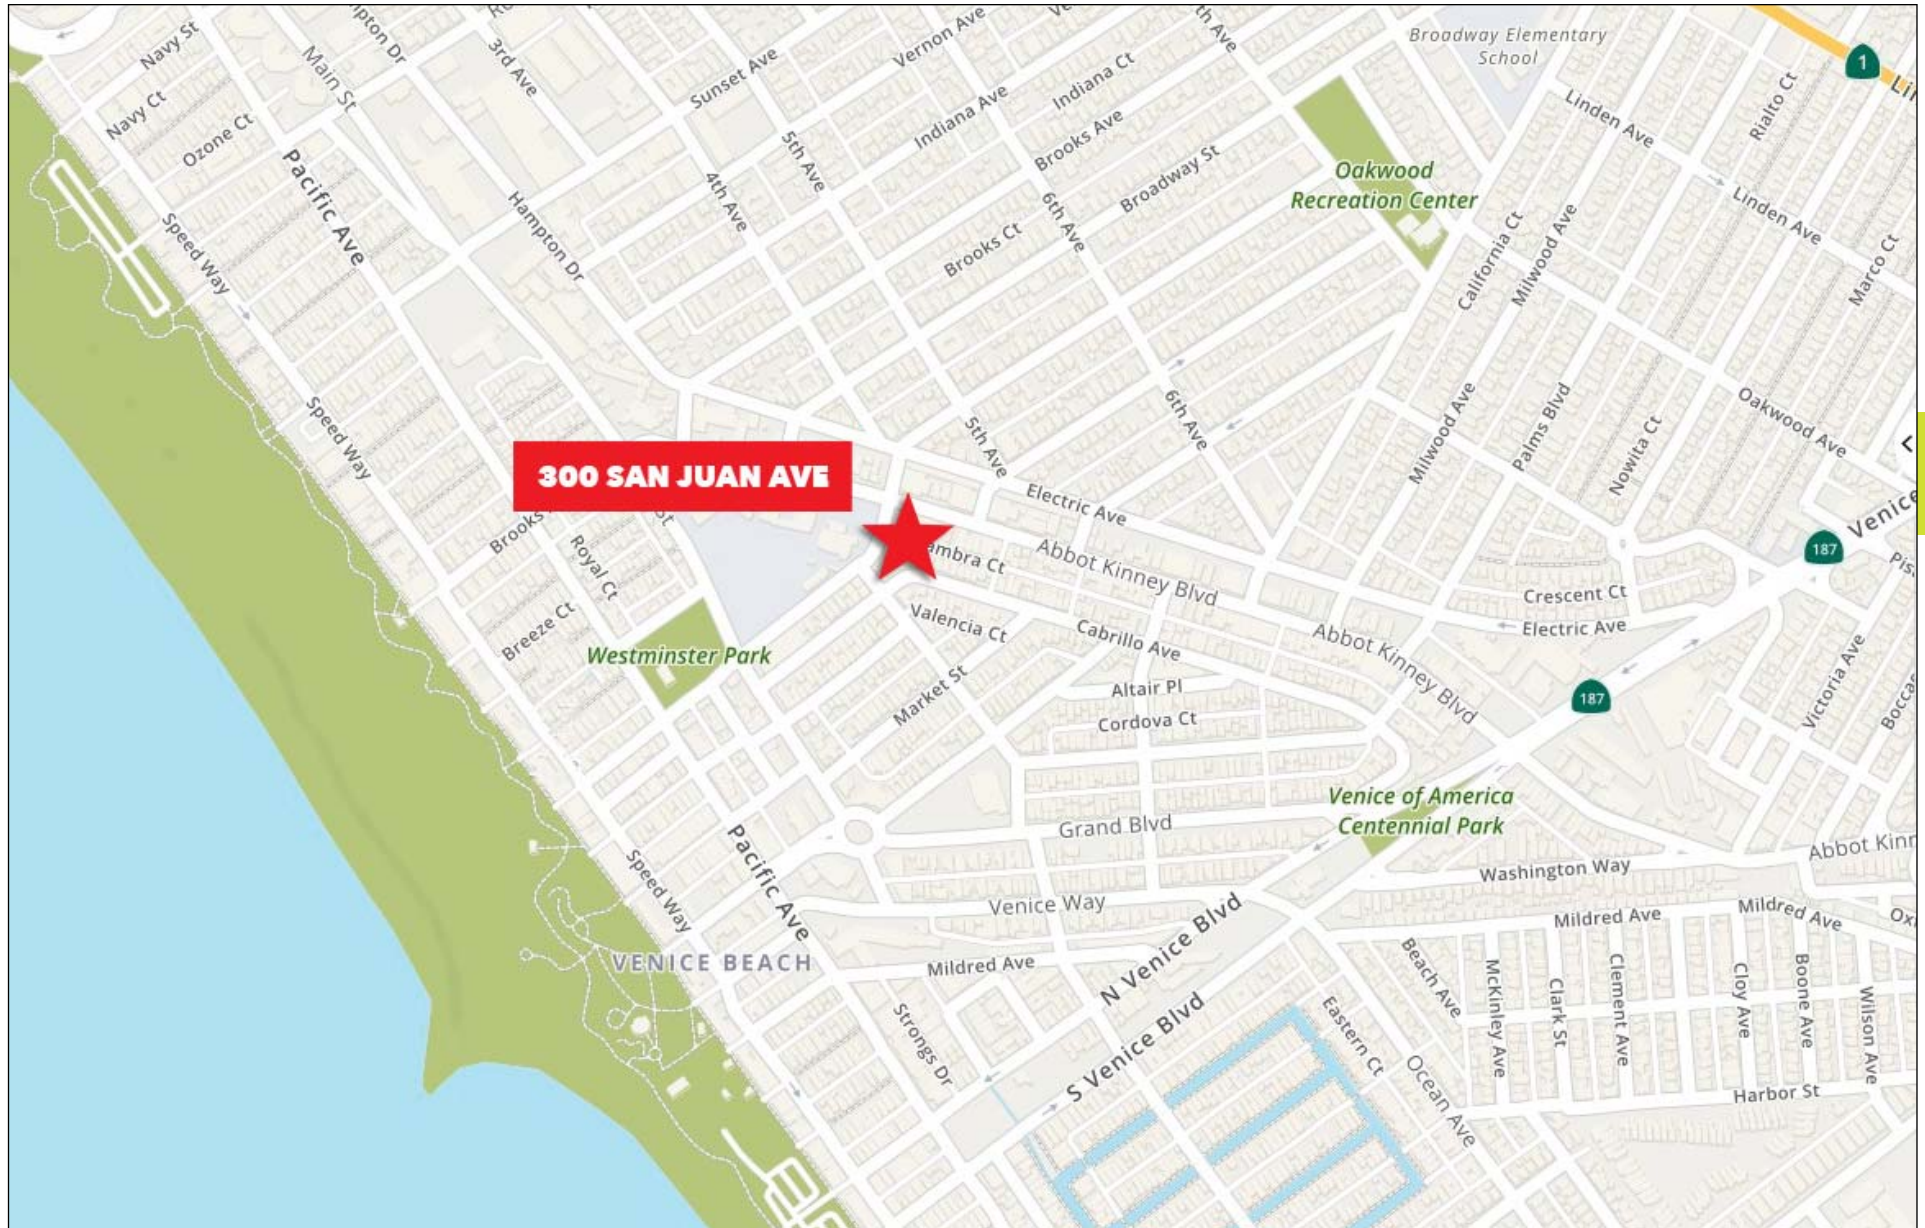 Navy St
Hampton Dr
3rd Ave
Vernon Ave
Broadway Elementary
School
1
Main St
Sunset Ave
Indiana Ct
Navy Ct
Indiana Ave
Linden Ave
Rialto Ct
Ozone Ct
Pacific Ave
5th Ave
Brooks Ave
4th Ave
Broadway St
Oakwood
Recreation Center
Linden Ave
Speed Way
Hampton Dr
6th Ave
Brooks Ct
California Ct
Milwood Ave
Marco Ct
Speed Way
5th Ave
6th Ave
Milwood Ave
Palms Blvd
Nowita Ct
Oakwood Ave
300 SAN JUAN AVE
Electric Ave
Venice
187
Brooks
Royal Ct
ambra Ct
Abbot Kinney Blvd
Crescent Ct
Electric Ave
Breeze Ct
Valencia Ct
Cabrillo Ave
Abbot Kinney Blvd
Westminster Park
Market St
Altair Pl
Cordova Ct
187
Victoria Ave
Venice of America
Centennial Park
Grand Blvd
Pacific Ave
Speed Way
Washington Way
Abbot Kinn
Venice Way
N Venice Blvd
Mildred Ave
Mildred Ave
VENICE BEACH
Mildred Ave
Beach Ave
McKinley Ave
Clark St
Clement Ave
Cloy Ave
Boone Ave
Wilson Ave
Strongs Dr
S Venice Blvd
Eastern Ct
Ocean Ave
Harbor St